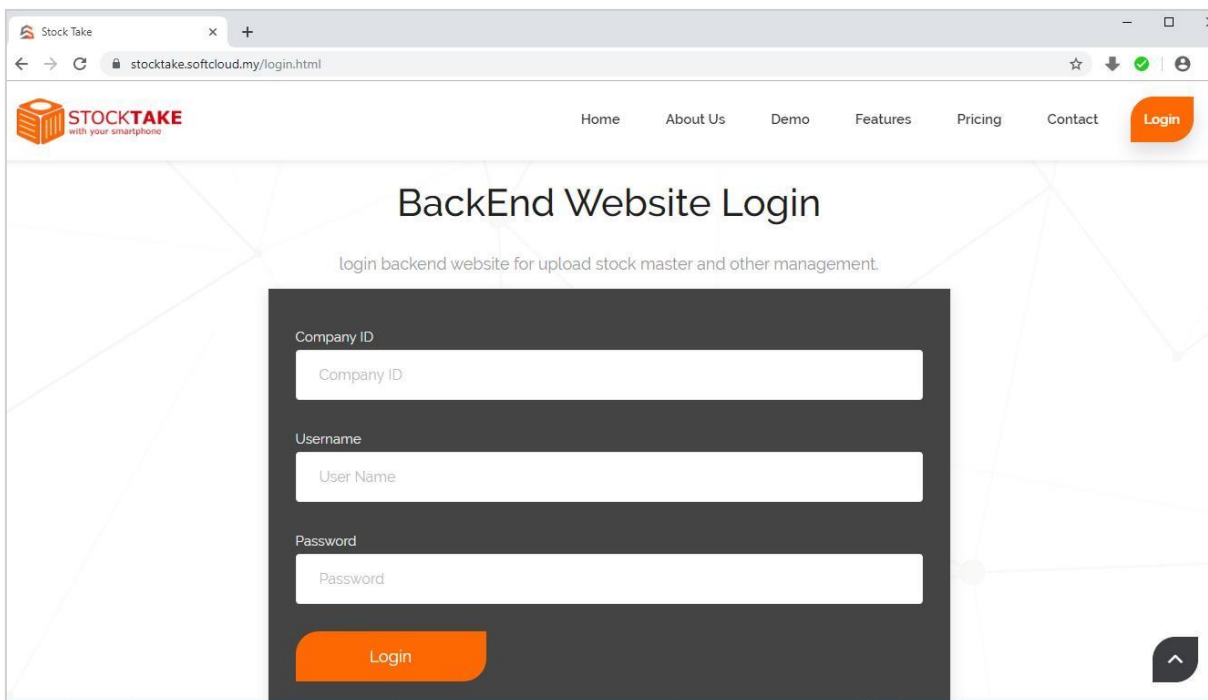 Stock Take
stocktake.softcloud.my/login.html
STOCKTAKE
with your smartphone
Home About Us Demo Features Pricing Contact Login
BackEnd Website Login
login backend website for upload stock master and other management.
Company ID
Company ID
Username
User Name
Password
Password
Login